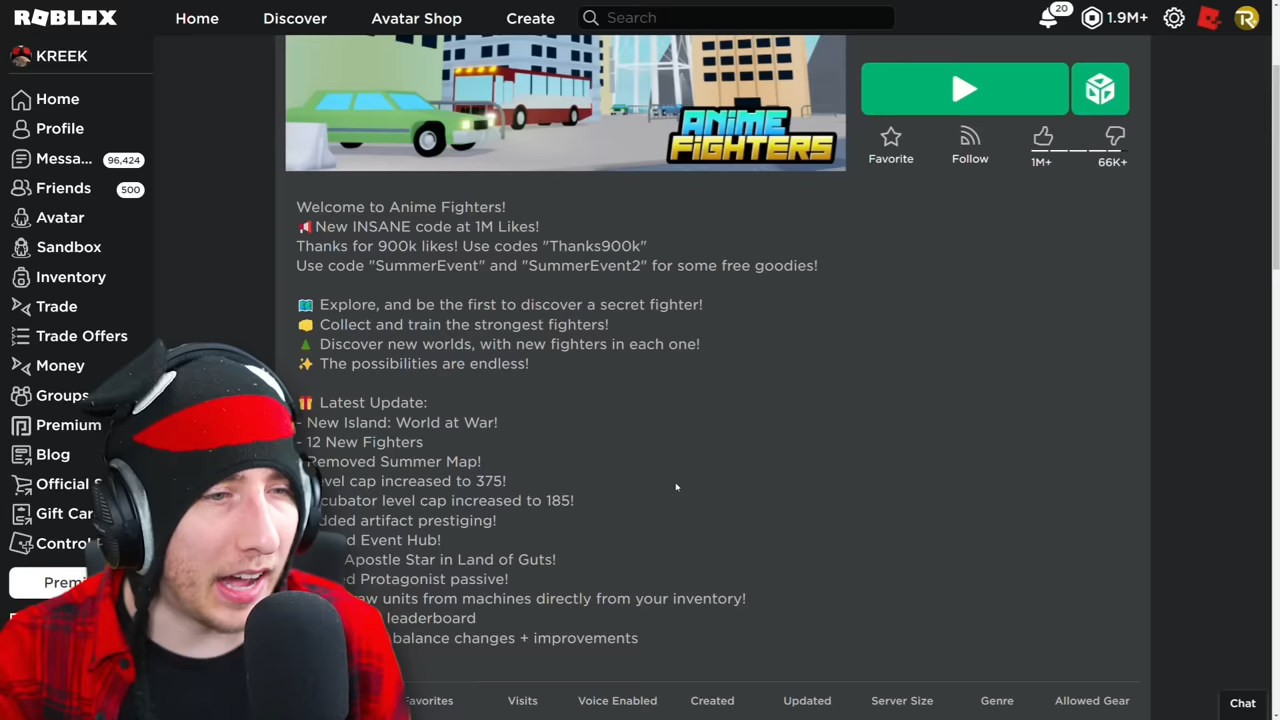 ROBLOX
Home
Discover
Avatar Shop
Create
Search
20
1.9M+
KREEK
Home
Profile
Messa... 96,424
Friends 500
Avatar
Sandbox
Inventory
Trade
Trade Offers
Money
Groups
Premium
Blog
Official
Gift Car
Control
Premi
ANIME
FIGHTERS
Favorite
Follow
1M+
66K+
Welcome to Anime Fighters!
📢New INSANE code at 1M Likes!
Thanks for 900k likes! Use codes "Thanks900k"
Use code "SummerEvent" and "SummerEvent2" for some free goodies!
🗺️ Explore, and be the first to discover a secret fighter!
👊 Collect and train the strongest fighters!
🌲 Discover new worlds, with new fighters in each one!
✨ The possibilities are endless!
🎁 Latest Update:
- New Island: World at War!
- 12 New Fighters
- Removed Summer Map!
evel cap increased to 375!
cubator level cap increased to 185!
dded artifact prestiging!
d Event Hub!
Apostle Star in Land of Guts!
ed Protagonist passive!
aw units from machines directly from your inventory!
leaderboard
balance changes + improvements
avorites
Visits
Voice Enabled
Created
Updated
Server Size
Genre
Allowed Gear
Chat